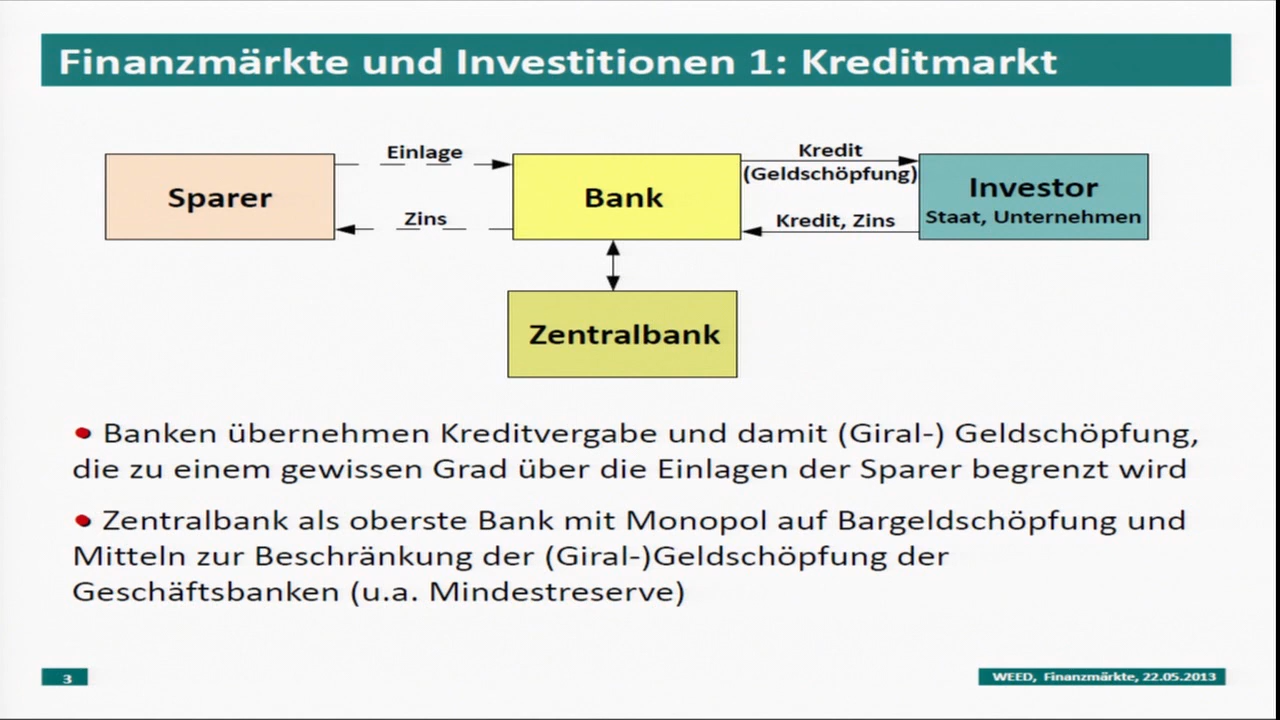 Finanzmärkte und Investitionen 1: Kreditmarkt
Sparer
Einlage
Zins
Bank
Kredit
(Geldschöpfung)
Kredit, Zins
Investor
Staat, Unternehmen
Zentralbank
• Banken übernehmen Kreditvergabe und damit (Giral-) Geldschöpfung,
die zu einem gewissen Grad über die Einlagen der Sparer begrenzt wird
• Zentralbank als oberste Bank mit Monopol auf Bargeldschöpfung und
Mitteln zur Beschränkung der (Giral-)Geldschöpfung der
Geschäftsbanken (u.a. Mindestreserve)
3
WEED, Finanzmärkte, 22.05.2013